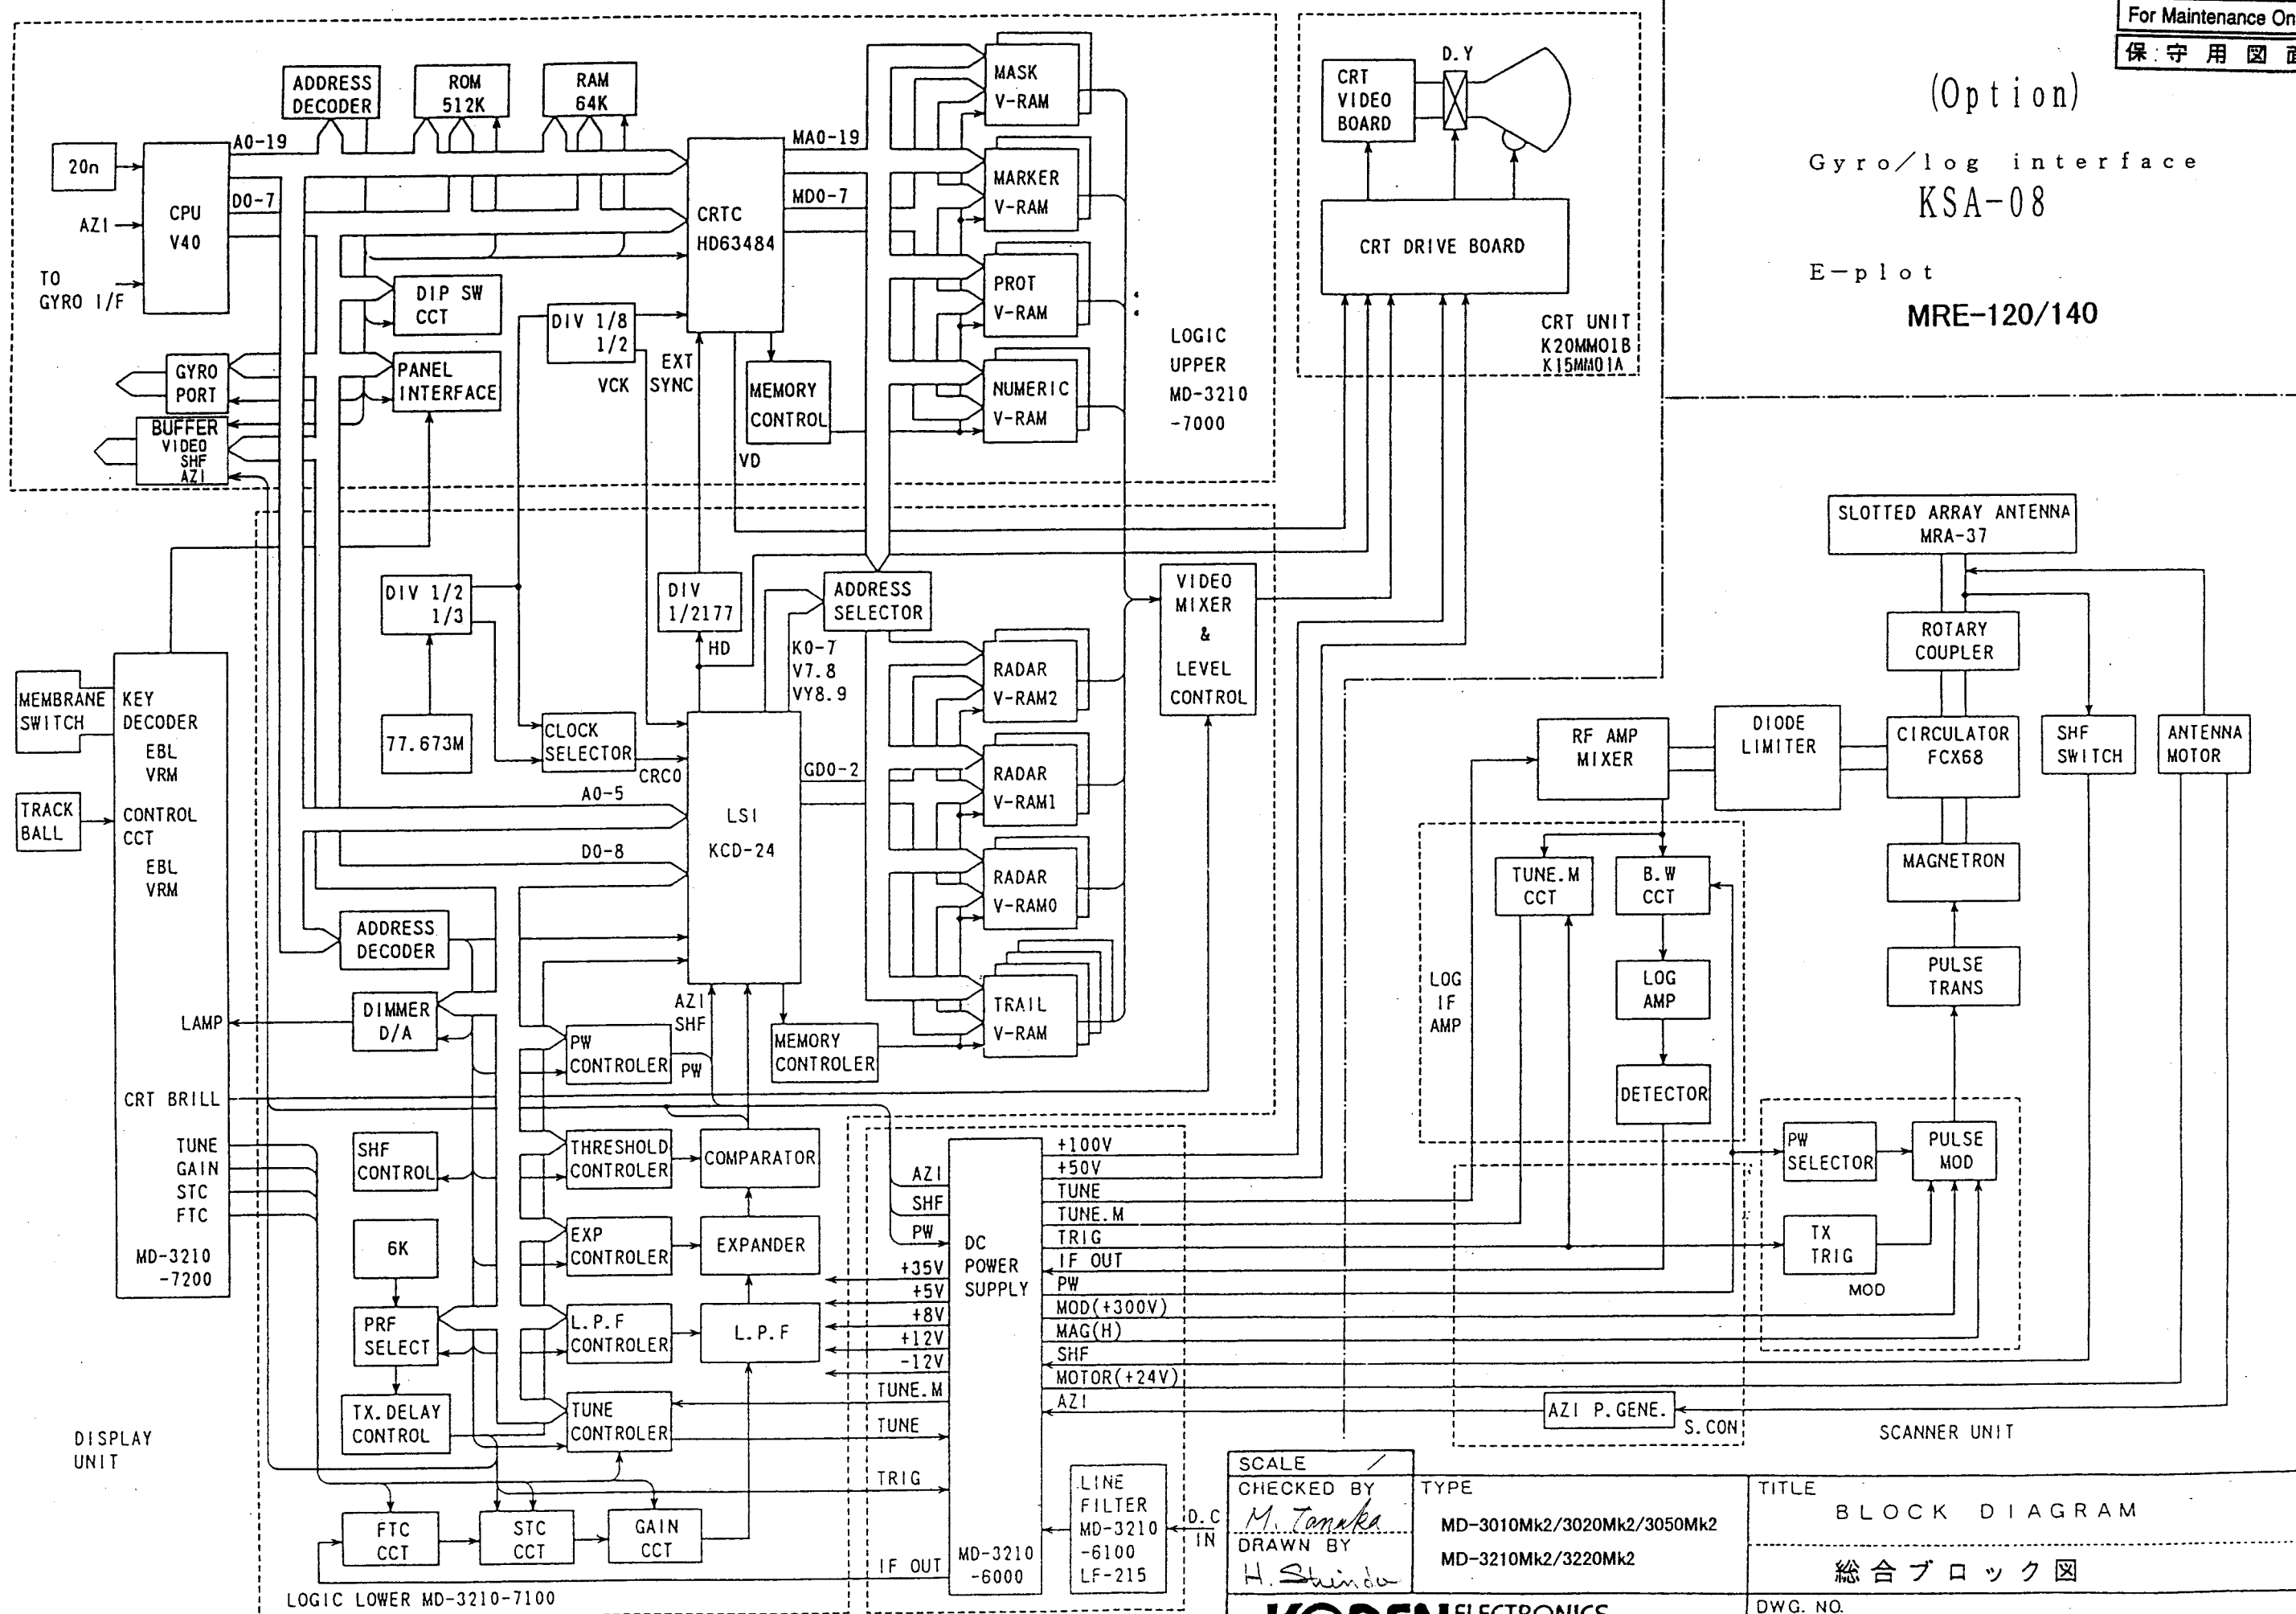 For Maintenance On
保守用図面
(Option)
Gyro/log interface
KSA-08
E-plot
MRE-120/140
ADDRESS
DECODER
ROM
512K
RAM
64K
A0-19
20n
AZI
TO
GYRO I/F
CPU
V40
D0-7
CRTC
HD63484
MA0-19
MD0-7
MASK
V-RAM
MARKER
V-RAM
PROT
V-RAM
NUMERIC
V-RAM
LOGIC
UPPER
MD-3210
-7000
CRT
VIDEO
BOARD
D.Y
CRT DRIVE BOARD
CRT UNIT
K20MM01B
K15MM01A
DIP SW
CCT
DIV 1/8
1/2
EXT
SYNC
VCK
MEMORY
CONTROL
VD
GYRO
PORT
PANEL
INTERFACE
BUFFER
VIDEO
SHF
AZI
DIV 1/2
1/3
DIV
1/2177
HD
K0-7
V7.8
VY8.9
ADDRESS
SELECTOR
VIDEO
MIXER
&
LEVEL
CONTROL
77.673M
CLOCK
SELECTOR
CRC0
A0-5
D0-8
LSI
KCD-24
GD0-2
RADAR
V-RAM2
RADAR
V-RAM1
RADAR
V-RAM0
TRAIL
V-RAM
MEMBRANE
SWITCH
TRACK
BALL
KEY
DECODER
EBL
VRM
CONTROL
CCT
EBL
VRM
LAMP
CRT BRILL
TUNE
GAIN
STC
FTC
MD-3210
-7200
ADDRESS
DECODER
DIMMER
D/A
AZI
SHF
PW
CONTROLER
PW
MEMORY
CONTROLER
SHF
CONTROL
THRESHOLD
CONTROLER
COMPARATOR
6K
EXP
CONTROLER
EXPANDER
PRF
SELECT
L.P.F
CONTROLER
L.P.F
TX.DELAY
CONTROL
TUNE
CONTROLER
FTC
CCT
STC
CCT
GAIN
CCT
DISPLAY
UNIT
LOGIC LOWER MD-3210-7100
AZI
SHF
PW
+35V
+5V
+8V
+12V
-12V
TUNE.M
TUNE
TRIG
IF OUT
DC
POWER
SUPPLY
MD-3210
-6000
+100V
+50V
TUNE
TUNE.M
TRIG
IF OUT
PW
MOD(+300V)
MAG(H)
SHF
MOTOR(+24V)
AZI
LINE
FILTER
MD-3210
-6100
LF-215
D.C
IN
SLOTTED ARRAY ANTENNA
MRA-37
ROTARY
COUPLER
RF AMP
MIXER
DIODE
LIMITER
CIRCULATOR
FCX68
SHF
SWITCH
ANTENNA
MOTOR
TUNE.M
CCT
B.W
CCT
MAGNETRON
LOG
IF
AMP
LOG
AMP
PULSE
TRANS
DETECTOR
PW
SELECTOR
PULSE
MOD
TX
TRIG
MOD
AZI P.GENE.
S.CON
SCANNER UNIT
SCALE /
CHECKED BY
M. Tanaka
DRAWN BY
H. Shindo
TYPE
MD-3010Mk2/3020Mk2/3050Mk2
MD-3210Mk2/3220Mk2
TITLE
BLOCK DIAGRAM
総合ブロック図
KODEN ELECTRONICS
DWG. NO.